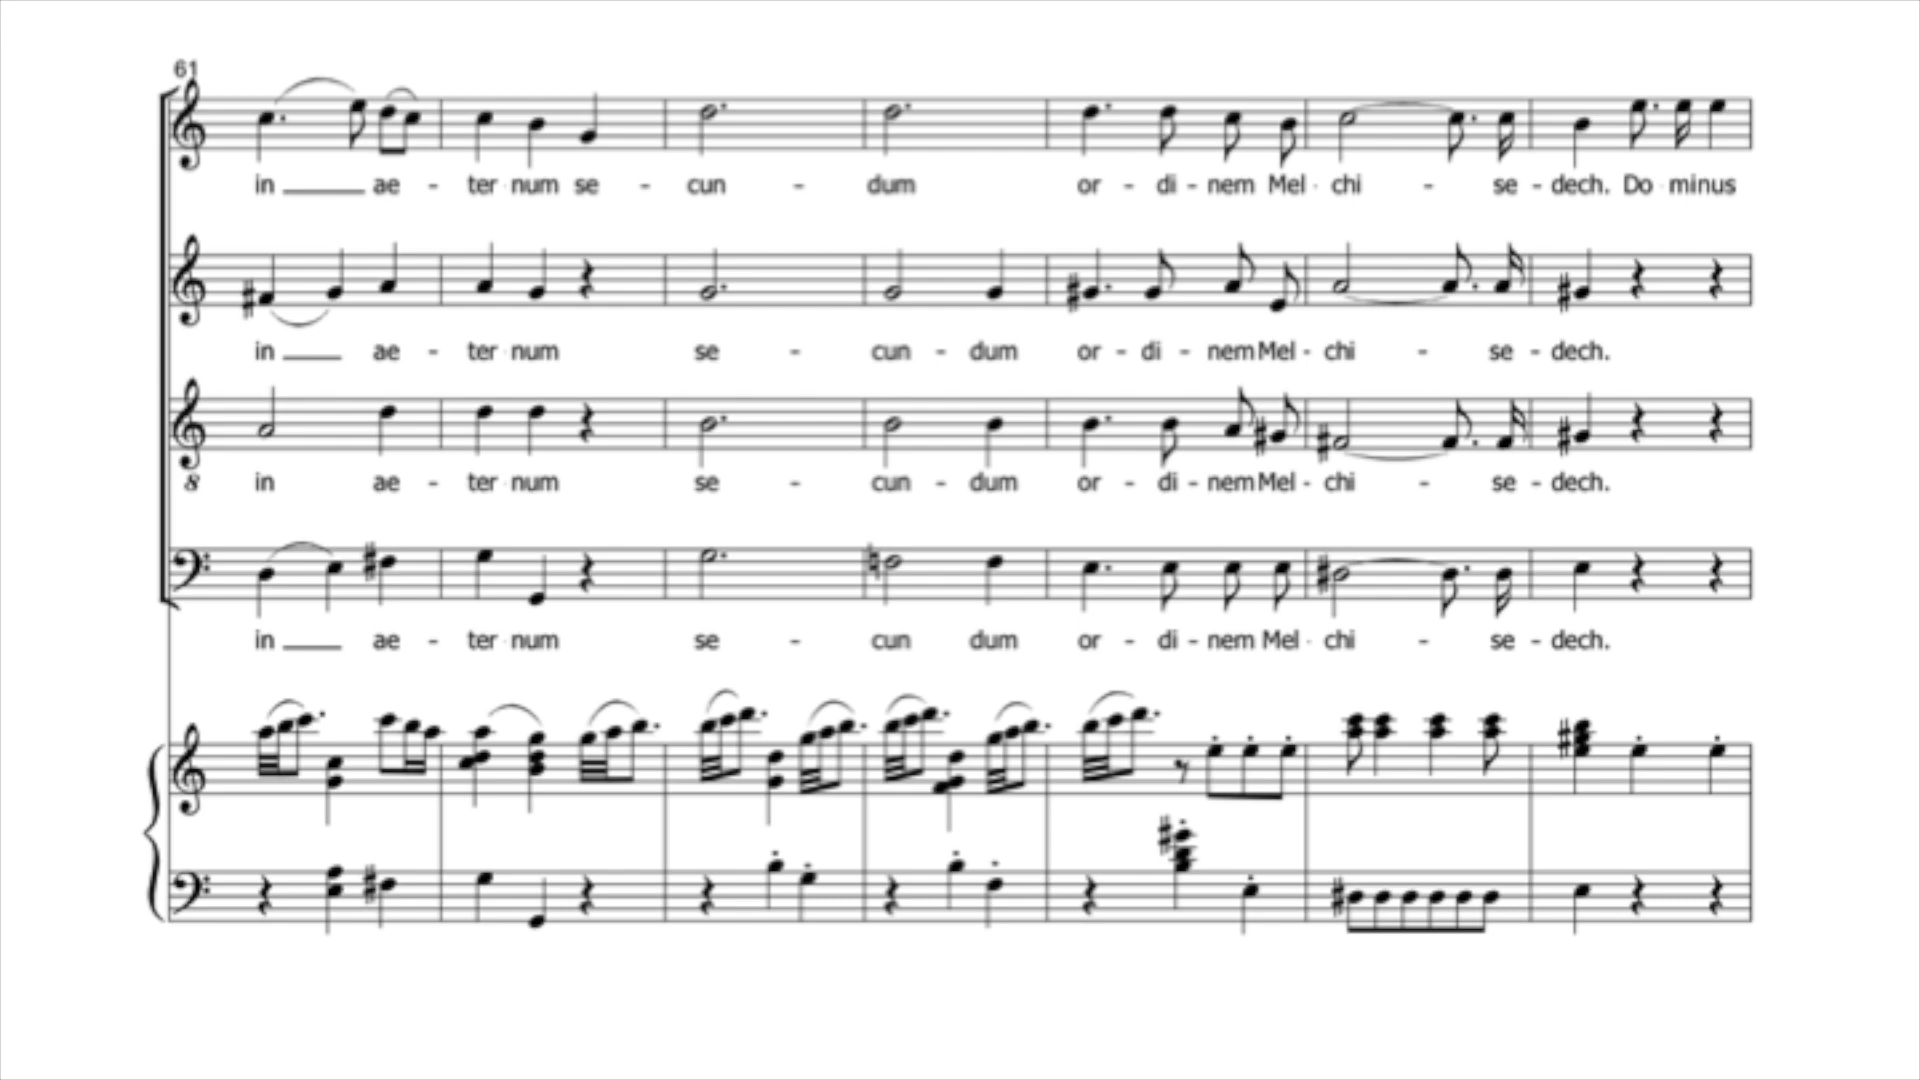 61
in ae - ter num se - cun - dum or - di - nem Mel - chi - se - dech. Do minus
in ae - ter num se - cun - dum or - di - nem Mel - chi - se - dech.
8 in ae - ter num se - cun - dum or - di - nem Mel - chi - se - dech.
in ae - ter num se - cun dum or - di - nem Mel - chi - se - dech.